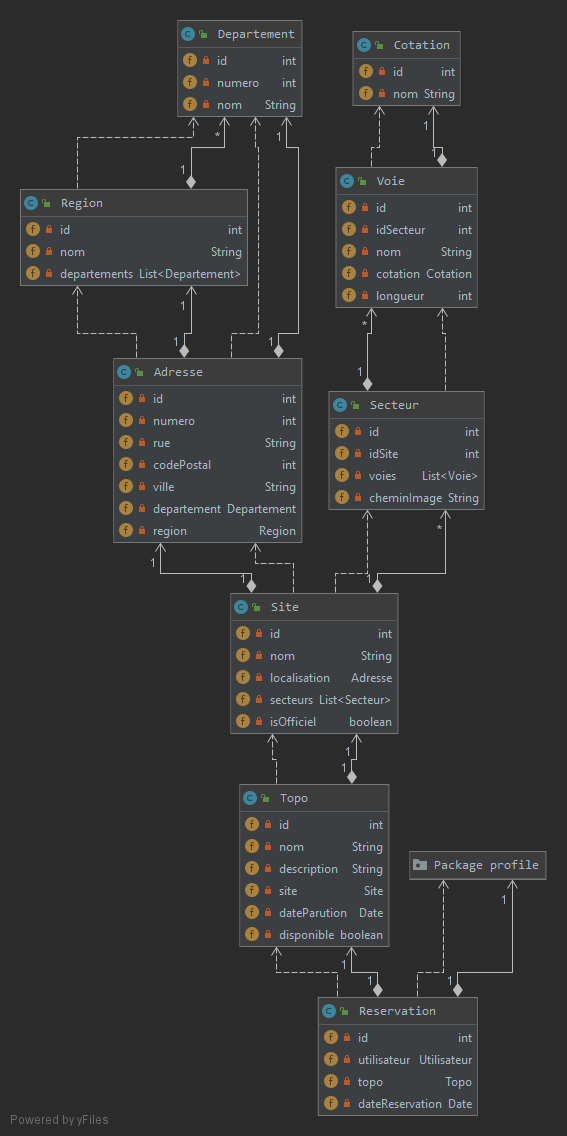 Departement
id int
numero int
nom String
Cotation
id int
nom String
1
*
1
1
1
1
Region
id int
nom String
departements List<Departement>
Voie
id int
idSecteur int
nom String
cotation Cotation
longueur int
1
1
1
*
1
Adresse
id int
numero int
rue String
codePostal int
ville String
departement Departement
region Region
Secteur
id int
idSite int
voies List<Voie>
cheminImage String
1
1
*
1
Site
id int
nom String
localisation Adresse
secteurs List<Secteur>
isOfficiel boolean
1
1
Topo
id int
nom String
description String
site Site
dateParution Date
disponible boolean
Package profile
1
1
1
1
Reservation
id int
utilisateur Utilisateur
topo Topo
dateReservation Date
Powered by yFiles